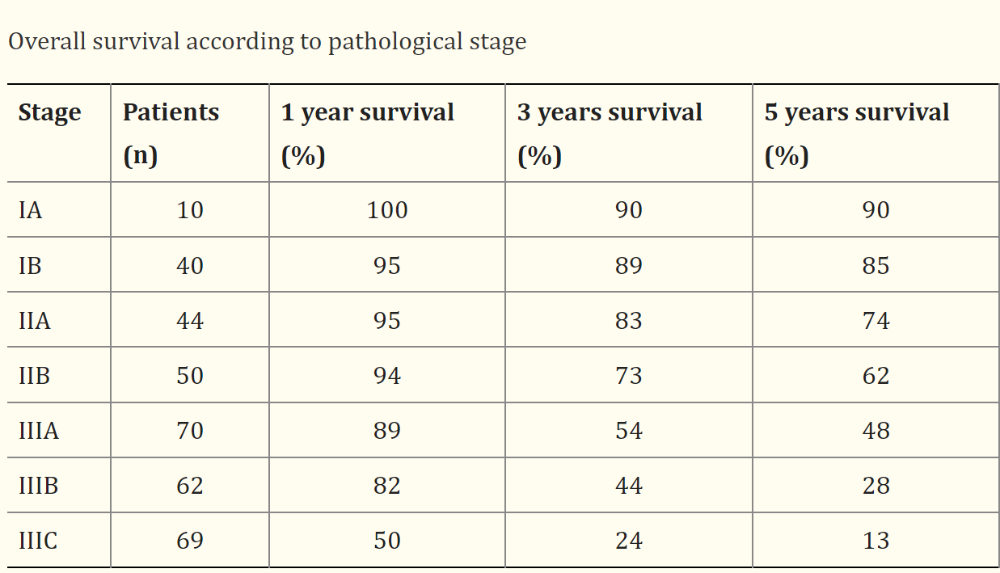 Overall survival according to pathological stage
Stage Patients (n) 1 year survival (%) 3 years survival (%) 5 years survival (%)
IA 10 100 90 90
IB 40 95 89 85
IIA 44 95 83 74
IIB 50 94 73 62
IIIA 70 89 54 48
IIIB 62 82 44 28
IIIC 69 50 24 13